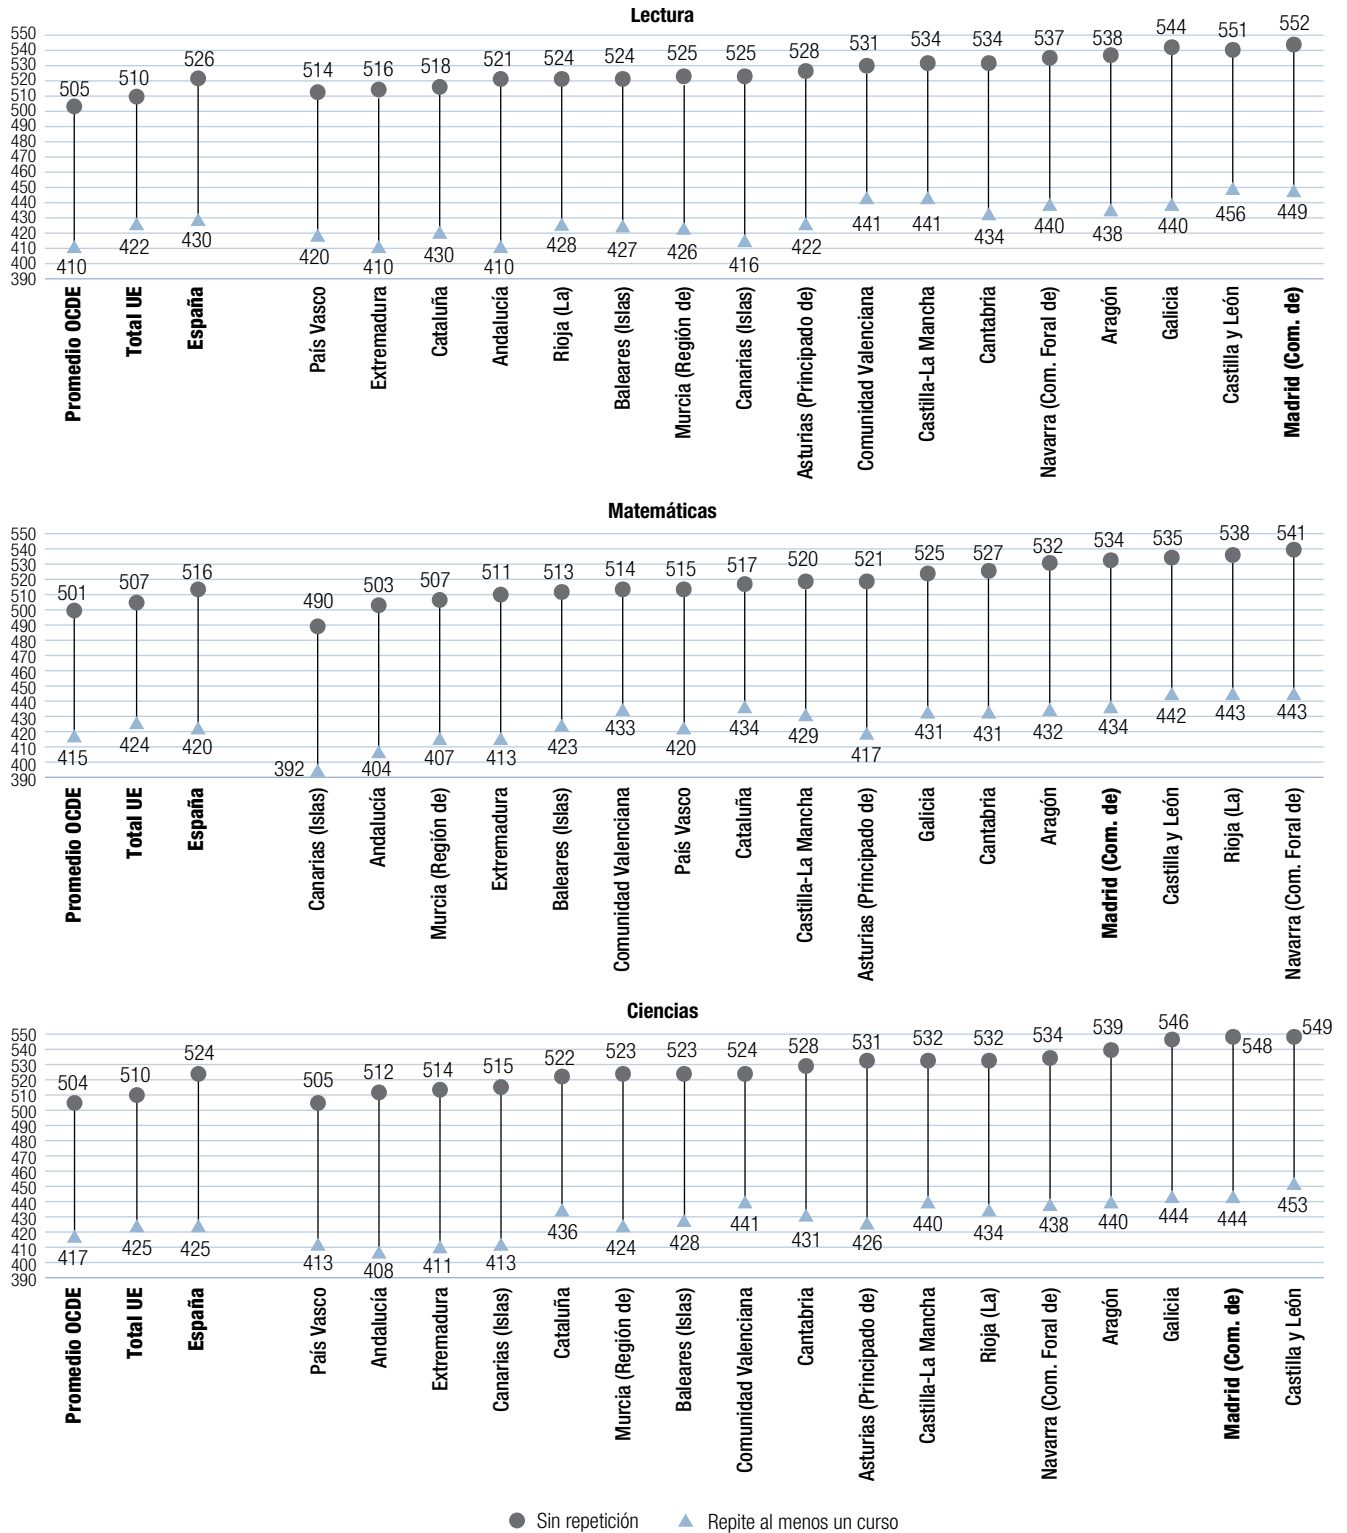 Lectura
550
540
530
520
510
500
490
480
470
460
450
440
430
420
410
400
390
505 510 526 514 516 518 521 524 524 525 525 528 531 534 534 537 538 544 551 552
410 422 430 420 410 430 410 428 427 426 416 422 441 441 434 440 438 440 456 449
Promedio OCDE
Total UE
España
País Vasco
Extremadura
Cataluña
Andalucía
Rioja (La)
Baleares (Islas)
Murcia (Región de)
Canarias (Islas)
Asturias (Principado de)
Comunidad Valenciana
Castilla-La Mancha
Cantabria
Navarra (Com. Foral de)
Aragón
Galicia
Castilla y León
Madrid (Com. de)
Matemáticas
550
540
530
520
510
500
490
480
470
460
450
440
430
420
410
400
390
501 507 516 490 503 507 511 513 514 515 517 520 521 525 527 532 534 535 538 541
415 424 420 392 404 407 413 423 433 420 434 429 417 431 431 432 434 442 443 443
Promedio OCDE
Total UE
España
Canarias (Islas)
Andalucía
Murcia (Región de)
Extremadura
Baleares (Islas)
Comunidad Valenciana
País Vasco
Cataluña
Castilla-La Mancha
Asturias (Principado de)
Galicia
Cantabria
Aragón
Madrid (Com. de)
Castilla y León
Rioja (La)
Navarra (Com. Foral de)
Ciencias
550
540
530
520
510
500
490
480
470
460
450
440
430
420
410
400
390
504 510 524 505 512 514 515 522 523 523 524 528 531 532 532 534 539 546 548 549
417 425 425 413 408 411 413 436 424 428 441 431 426 440 434 438 440 444 444 453
Promedio OCDE
Total UE
España
País Vasco
Andalucía
Extremadura
Canarias (Islas)
Cataluña
Murcia (Región de)
Baleares (Islas)
Comunidad Valenciana
Cantabria
Asturias (Principado de)
Castilla-La Mancha
Rioja (La)
Navarra (Com. Foral de)
Aragón
Galicia
Madrid (Com. de)
Castilla y León
Sin repetición
Repite al menos un curso